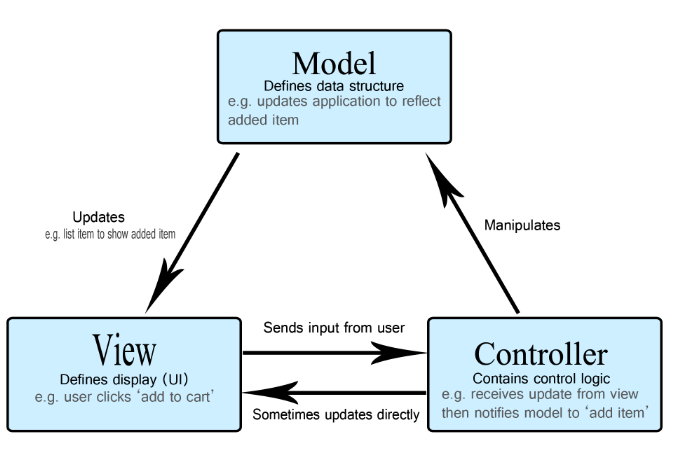 Model
Defines data structure
e.g. updates application to reflect
added item
Updates
e.g. list item to show added item
Manipulates
View
Defines display (UI)
e.g. user clicks ‘add to cart’
Sends input from user
Sometimes updates directly
Controller
Contains control logic
e.g. receives update from view
then notifies model to ‘add item’